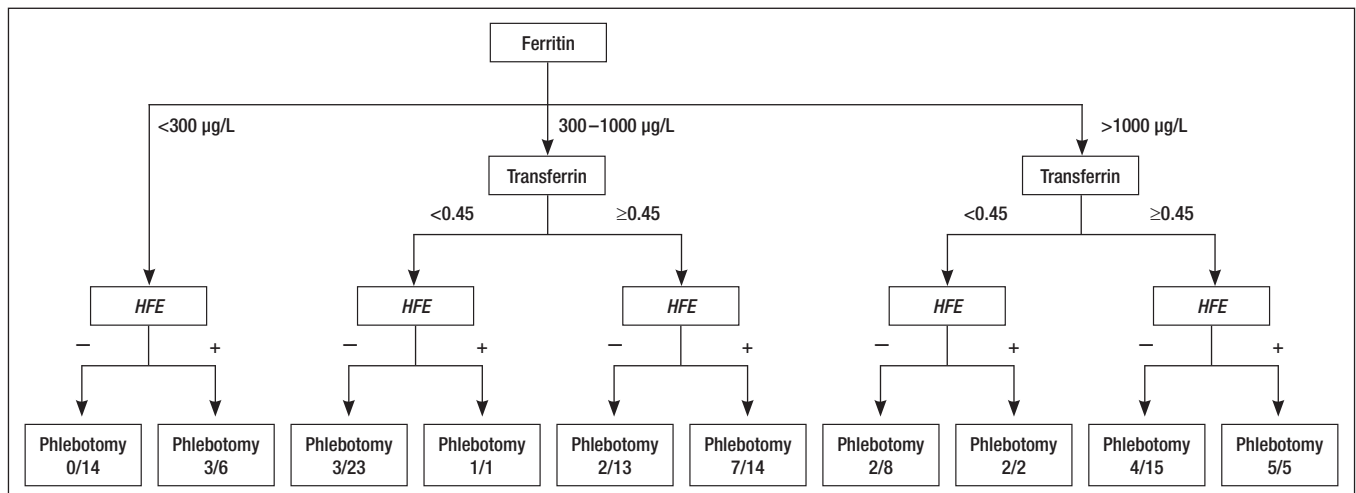 Ferritin
<300 µg/L
300–1000 µg/L
>1000 µg/L
Transferrin
Transferrin
<0.45
≥0.45
<0.45
≥0.45
HFE
HFE
HFE
HFE
HFE
– +
– +
– +
– +
– +
Phlebotomy
0/14
Phlebotomy
3/6
Phlebotomy
3/23
Phlebotomy
1/1
Phlebotomy
2/13
Phlebotomy
7/14
Phlebotomy
2/8
Phlebotomy
2/2
Phlebotomy
4/15
Phlebotomy
5/5